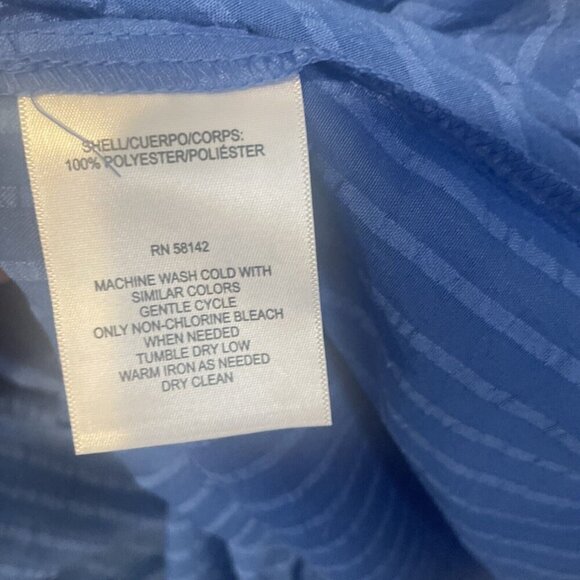 SHELL/CUERPO/CORPS:
100% POLYESTER/POLIÉSTER
RN 58142
MACHINE WASH COLD WITH
SIMILAR COLORS
GENTLE CYCLE
ONLY NON-CHLORINE BLEACH
WHEN NEEDED
TUMBLE DRY LOW
WARM IRON AS NEEDED
DRY CLEAN